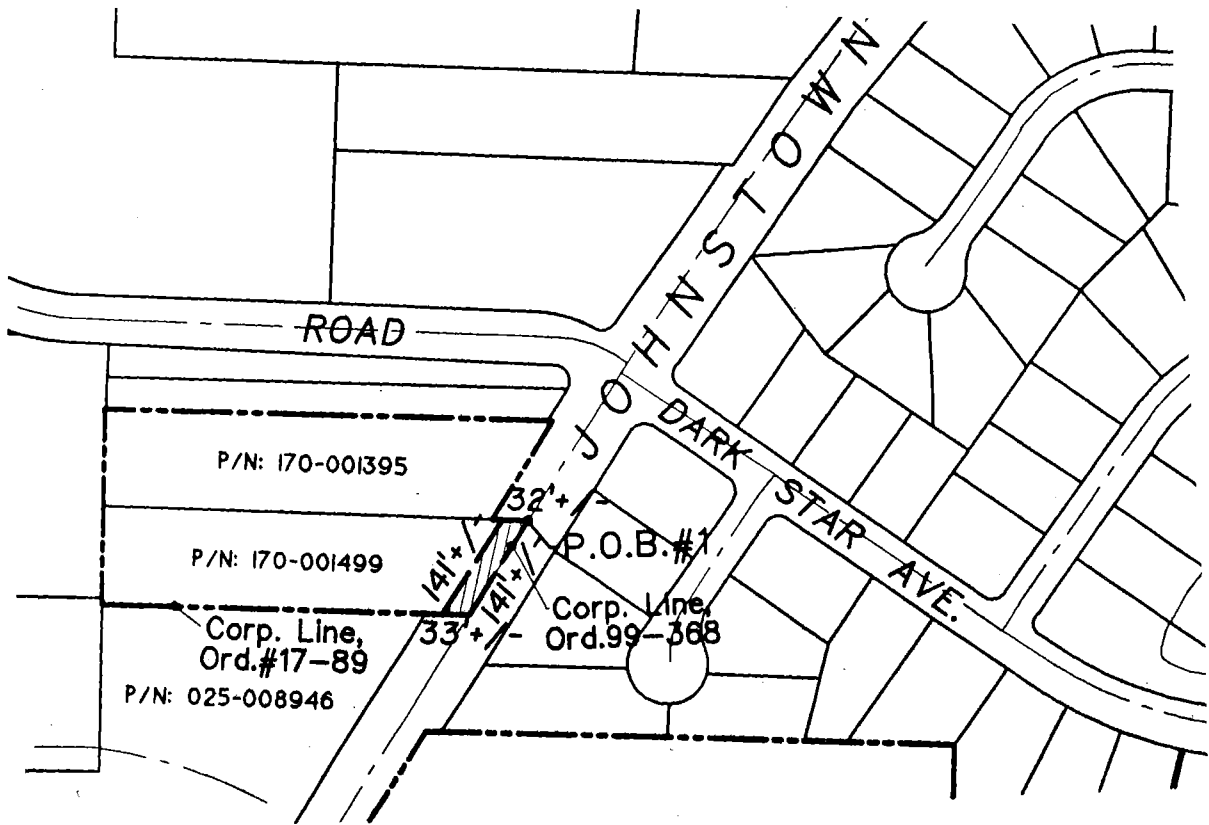 JOHNSTOWN
ROAD
DARK STAR AVE.
P/N: 170-001395
32'+/-
P.O.B.#1
P/N: 170-001499
141'+/-
141'+/-
Corp. Line,
Ord.99-368
33'+/-
Corp. Line,
Ord.#17-89
P/N: 025-008946